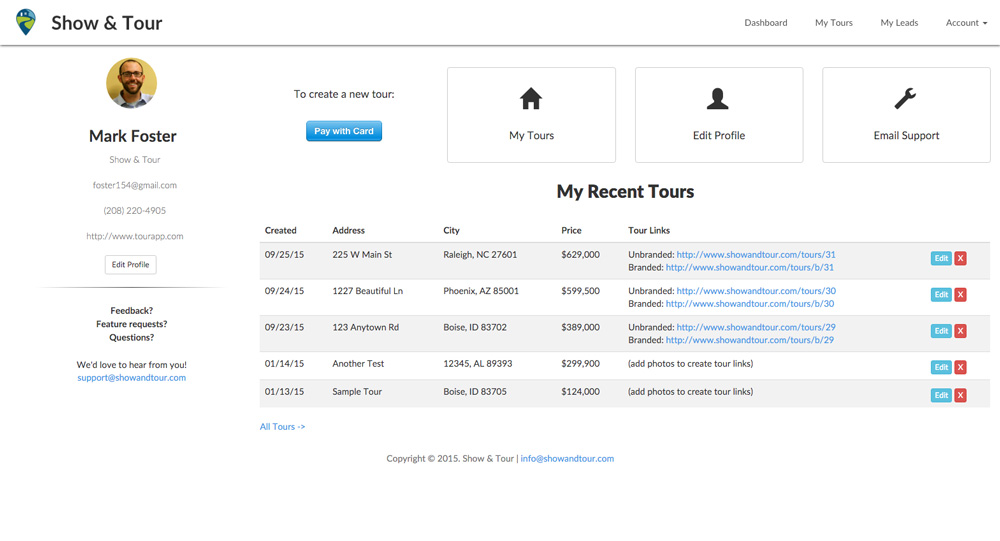 Show & Tour
Dashboard
My Tours
My Leads
Account
Mark Foster
Show & Tour
foster154@gmail.com
(208) 220-4905
http://www.tourapp.com
Edit Profile
Feedback?
Feature requests?
Questions?
We'd love to hear from you!
support@showandtour.com
To create a new tour:
Pay with Card
My Tours
Edit Profile
Email Support
My Recent Tours
Created Address City Price Tour Links
09/25/15 225 W Main St Raleigh, NC 27601 $629,000 Unbranded: http://www.showandtour.com/tours/31 Edit X
Branded: http://www.showandtour.com/tours/b/31
09/24/15 1227 Beautiful Ln Phoenix, AZ 85001 $599,500 Unbranded: http://www.showandtour.com/tours/30 Edit X
Branded: http://www.showandtour.com/tours/b/30
09/23/15 123 Anytown Rd Boise, ID 83702 $389,000 Unbranded: http://www.showandtour.com/tours/29 Edit X
Branded: http://www.showandtour.com/tours/b/29
01/14/15 Another Test 12345, AL 89393 $299,900 (add photos to create tour links) Edit X
01/13/15 Sample Tour Boise, ID 83705 $124,000 (add photos to create tour links) Edit X
All Tours ->
Copyright © 2015. Show & Tour | info@showandtour.com